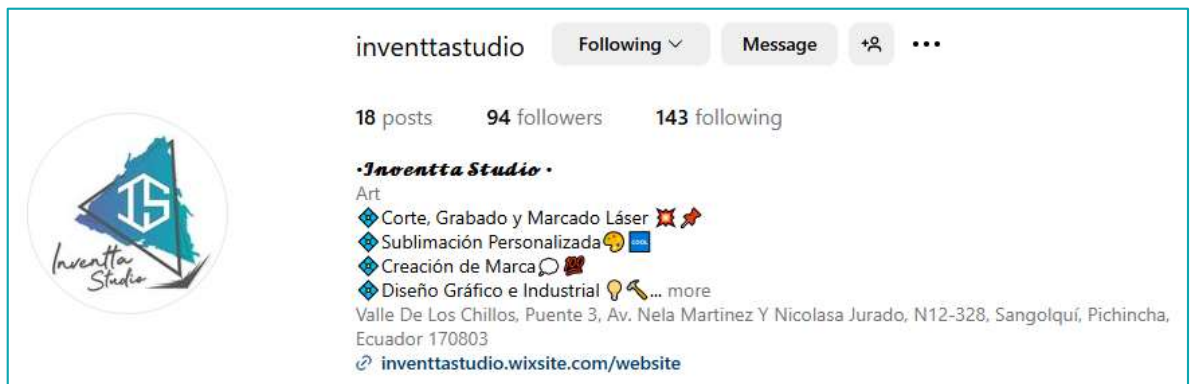 inventtastudio Following Message
18 posts 94 followers 143 following
•Inventta Studio •
Art
💠Corte, Grabado y Marcado Láser 💥📌
💠Sublimación Personalizada🎨🆒
💠Creación de Marca💭💯
💠Diseño Gráfico e Industrial 💡🔨... more
Valle De Los Chillos, Puente 3, Av. Nela Martinez Y Nicolasa Jurado, N12-328, Sangolquí, Pichincha,
Ecuador 170803
inventtastudio.wixsite.com/website
IS
Inventta
Studio